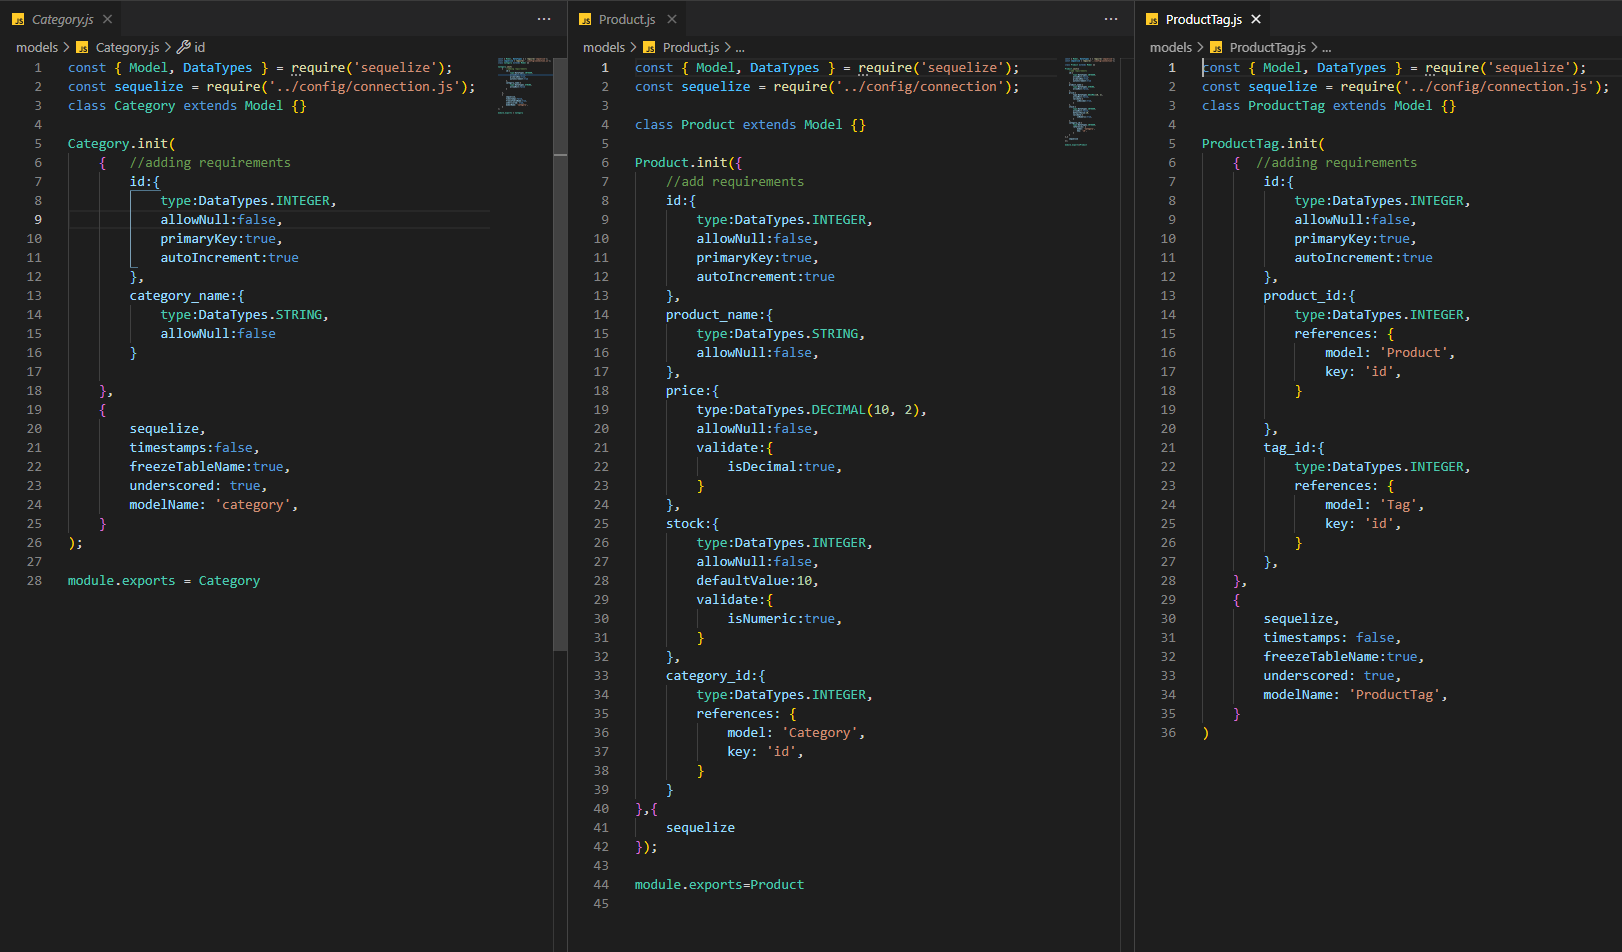 JS Category.js × ...
models > JS Category.js > id
1 const { Model, DataTypes } = require('sequelize');
2 const sequelize = require('../config/connection.js');
3 class Category extends Model {}
4
5 Category.init(
6 { //adding requirements
7 id:{
8 type:DataTypes.INTEGER,
9 allowNull:false,
10 primaryKey:true,
11 autoIncrement:true
12 },
13 category_name:{
14 type:DataTypes.STRING,
15 allowNull:false
16 }
17
18 },
19 {
20 sequelize,
21 timestamps:false,
22 freezeTableName:true,
23 underscored: true,
24 modelName: 'category',
25 }
26 );
27
28 module.exports = Category
JS Product.js × ...
models > JS Product.js > ...
1 const { Model, DataTypes } = require('sequelize');
2 const sequelize = require('../config/connection');
3
4 class Product extends Model {}
5
6 Product.init({
7 //add requirements
8 id:{
9 type:DataTypes.INTEGER,
10 allowNull:false,
11 primaryKey:true,
12 autoIncrement:true
13 },
14 product_name:{
15 type:DataTypes.STRING,
16 allowNull:false,
17 },
18 price:{
19 type:DataTypes.DECIMAL(10, 2),
20 allowNull:false,
21 validate:{
22 isDecimal:true,
23 }
24 },
25 stock:{
26 type:DataTypes.INTEGER,
27 allowNull:false,
28 defaultValue:10,
29 validate:{
30 isNumeric:true,
31 }
32 },
33 category_id:{
34 type:DataTypes.INTEGER,
35 references: {
36 model: 'Category',
37 key: 'id',
38 }
39 }
40 },{
41 sequelize
42 });
43
44 module.exports=Product
45
JS ProductTag.js ×
models > JS ProductTag.js > ...
1 const { Model, DataTypes } = require('sequelize');
2 const sequelize = require('../config/connection.js');
3 class ProductTag extends Model {}
4
5 ProductTag.init(
6 { //adding requirements
7 id:{
8 type:DataTypes.INTEGER,
9 allowNull:false,
10 primaryKey:true,
11 autoIncrement:true
12 },
13 product_id:{
14 type:DataTypes.INTEGER,
15 references: {
16 model: 'Product',
17 key: 'id',
18 }
19
20 },
21 tag_id:{
22 type:DataTypes.INTEGER,
23 references: {
24 model: 'Tag',
25 key: 'id',
26 }
27 },
28 },
29 {
30 sequelize,
31 timestamps: false,
32 freezeTableName:true,
33 underscored: true,
34 modelName: 'ProductTag',
35 }
36 )